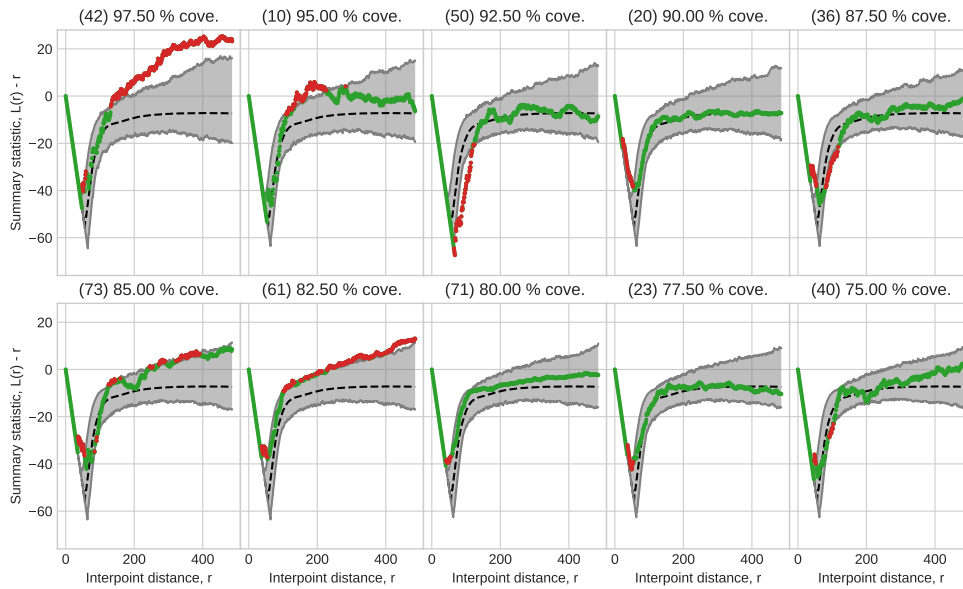 (42) 97.50 % cove.
(10) 95.00 % cove.
(50) 92.50 % cove.
(20) 90.00 % cove.
(36) 87.50 % cove.
Summary statistic, L(r) - r
20
0
−20
−40
−60
(73) 85.00 % cove.
(61) 82.50 % cove.
(71) 80.00 % cove.
(23) 77.50 % cove.
(40) 75.00 % cove.
Summary statistic, L(r) - r
20
0
−20
−40
−60
0 200 400
0 200 400
0 200 400
0 200 400
0 200 400
Interpoint distance, r
Interpoint distance, r
Interpoint distance, r
Interpoint distance, r
Interpoint distance, r